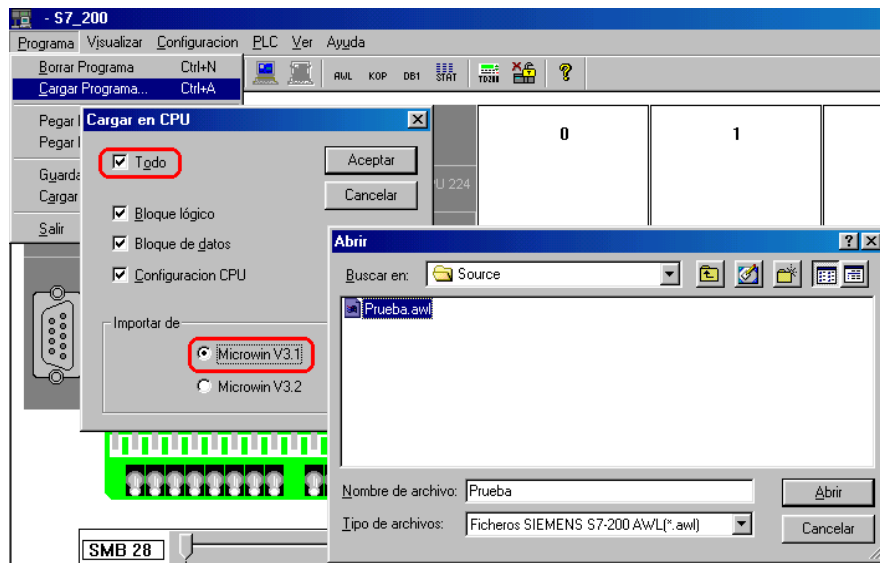 - S7_200
Programa Visualizar Configuracion PLC Ver Ayuda
Borrar Programa Ctrl+N
Cargar Programa... Ctrl+A
AWL KOP DB1 STAT TD200
Pegar
Pegar
Guarda
Cargar
Salir
Cargar en CPU
Todo
Aceptar
Cancelar
Bloque lógico
Bloque de datos
Configuracion CPU
Importar de
Microwin V3.1
Microwin V3.2
U 224
0 1
Abrir
Buscar en: Source
Prueba.awl
Nombre de archivo: Prueba Abrir
Tipo de archivos: Ficheros SIEMENS S7-200 AWL(*.awl) Cancelar
SMB 28